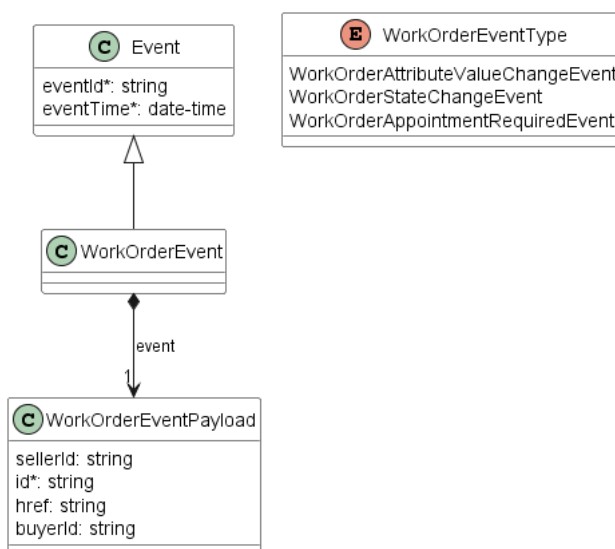 C Event
eventId*: string
eventTime*: date-time
E WorkOrderEventType
WorkOrderAttributeValueChangeEvent
WorkOrderStateChangeEvent
WorkOrderAppointmentRequiredEvent
C WorkOrderEvent
event
1
C WorkOrderEventPayload
sellerId: string
id*: string
href: string
buyerId: string